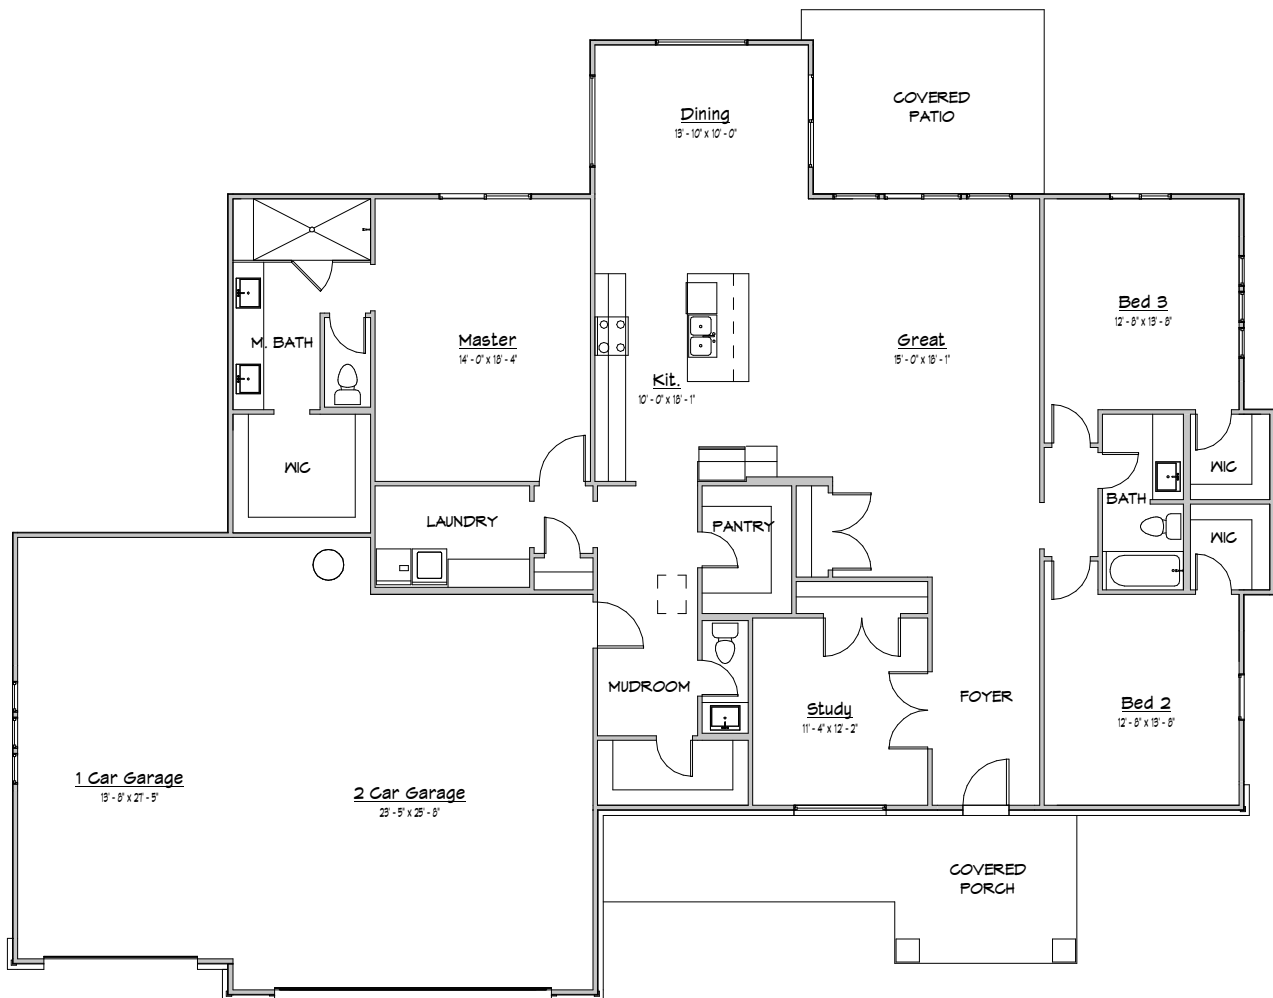 COVERED
PATIO
Dining
13' - 10" x 10' - 0"
Bed 3
12' - 8" x 13' - 8"
M. BATH
Master
14' - 0" x 18' - 4"
Great
15' - 0" x 18' - 1"
Kit.
10' - 0" x 18' - 1"
WIC
WIC
LAUNDRY
PANTRY
BATH
WIC
MUDROOM
Study
11' - 4" x 12' - 2"
FOYER
Bed 2
12' - 8" x 13' - 8"
1 Car Garage
13' - 8" x 27' - 5"
2 Car Garage
23' - 5" x 25' - 8"
COVERED
PORCH